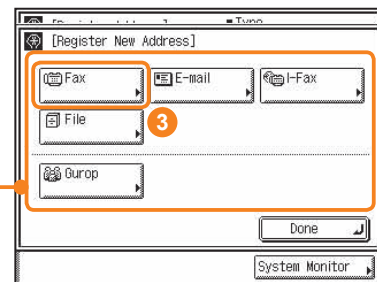 [Register New Address]
Fax E-mail I-Fax
File 3
Gurop
Done
System Monitor